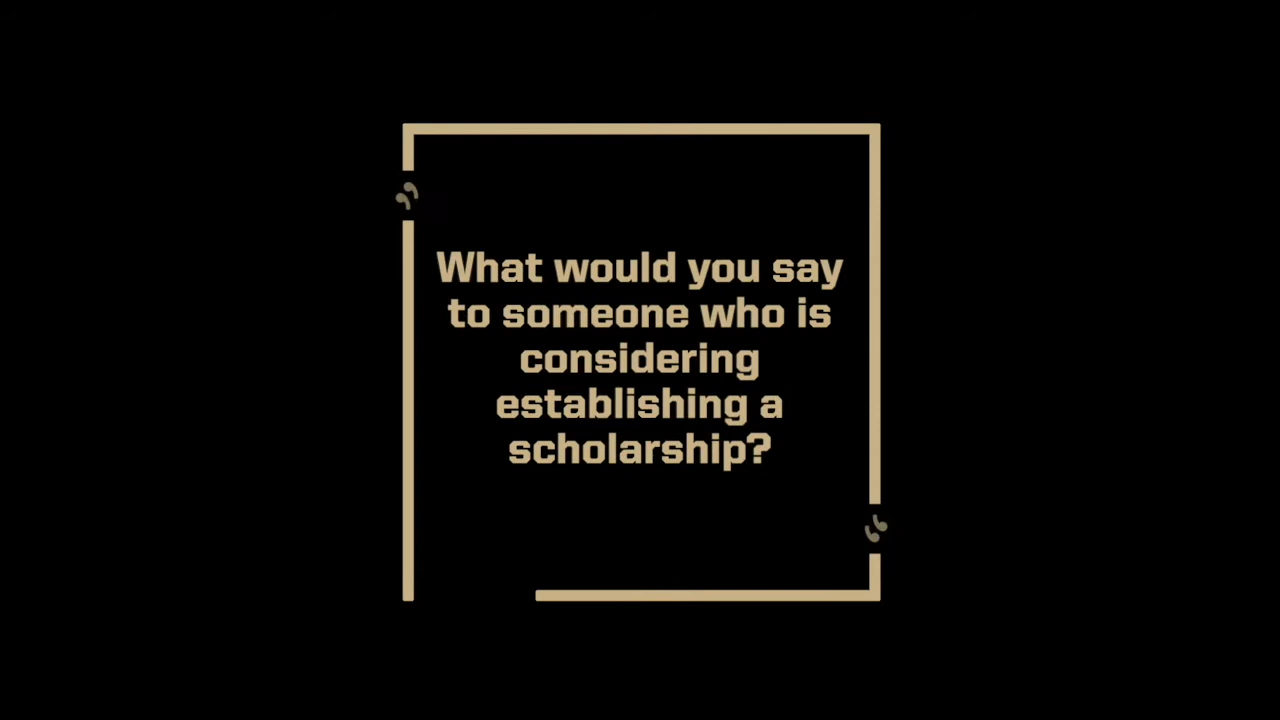 What would you say
to someone who is
considering
establishing a
scholarship?